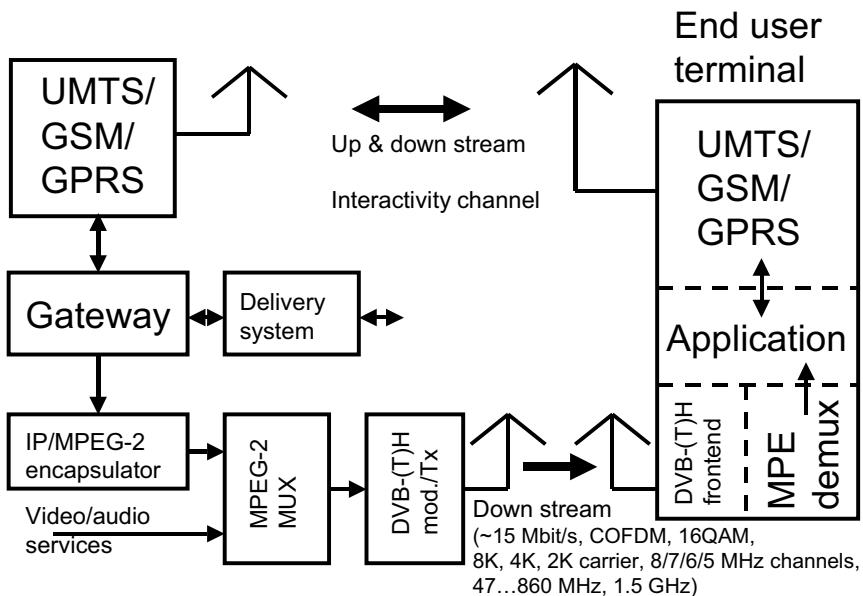 End user
terminal
UMTS/
GSM/
GPRS
Up & down stream
Interactivity channel
UMTS/
GSM/
GPRS
Gateway
Delivery
system
Application
IP/MPEG-2
encapsulator
Video/audio
services
MPEG-2
MUX
DVB-(T)H
mod./Tx
DVB-(T)H
frontend
MPE
demux
Down stream
(~15 Mbit/s, COFDM, 16QAM,
8K, 4K, 2K carrier, 8/7/6/5 MHz channels,
47...860 MHz, 1.5 GHz)